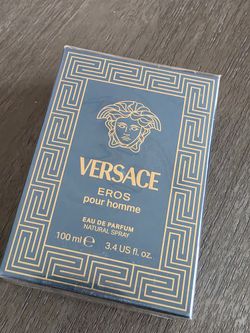 VERSACE
EROS
pour homme
EAU DE PARFUM
NATURAL SPRAY
100 ml ℮ 3.4 US fl. oz.